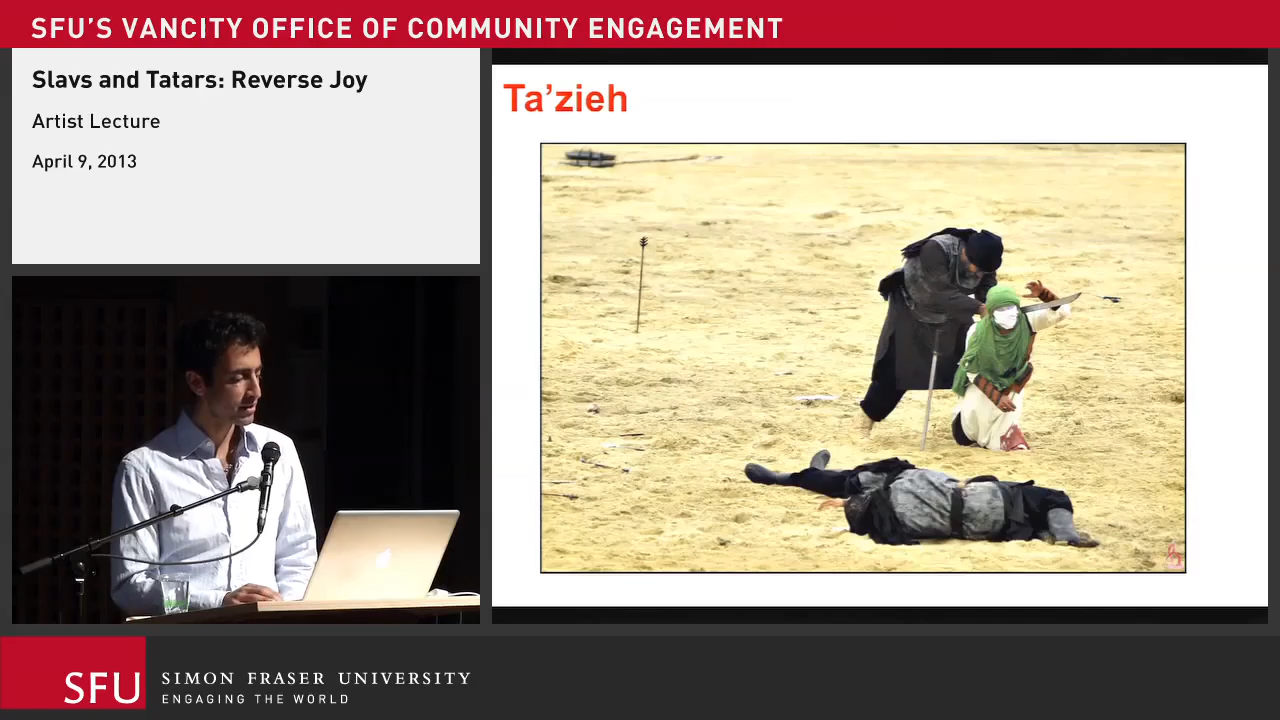 SFU'S VANCITY OFFICE OF COMMUNITY ENGAGEMENT
Slavs and Tatars: Reverse Joy
Artist Lecture
April 9, 2013
Ta'zieh
SFU
SIMON FRASER UNIVERSITY
ENGAGING THE WORLD